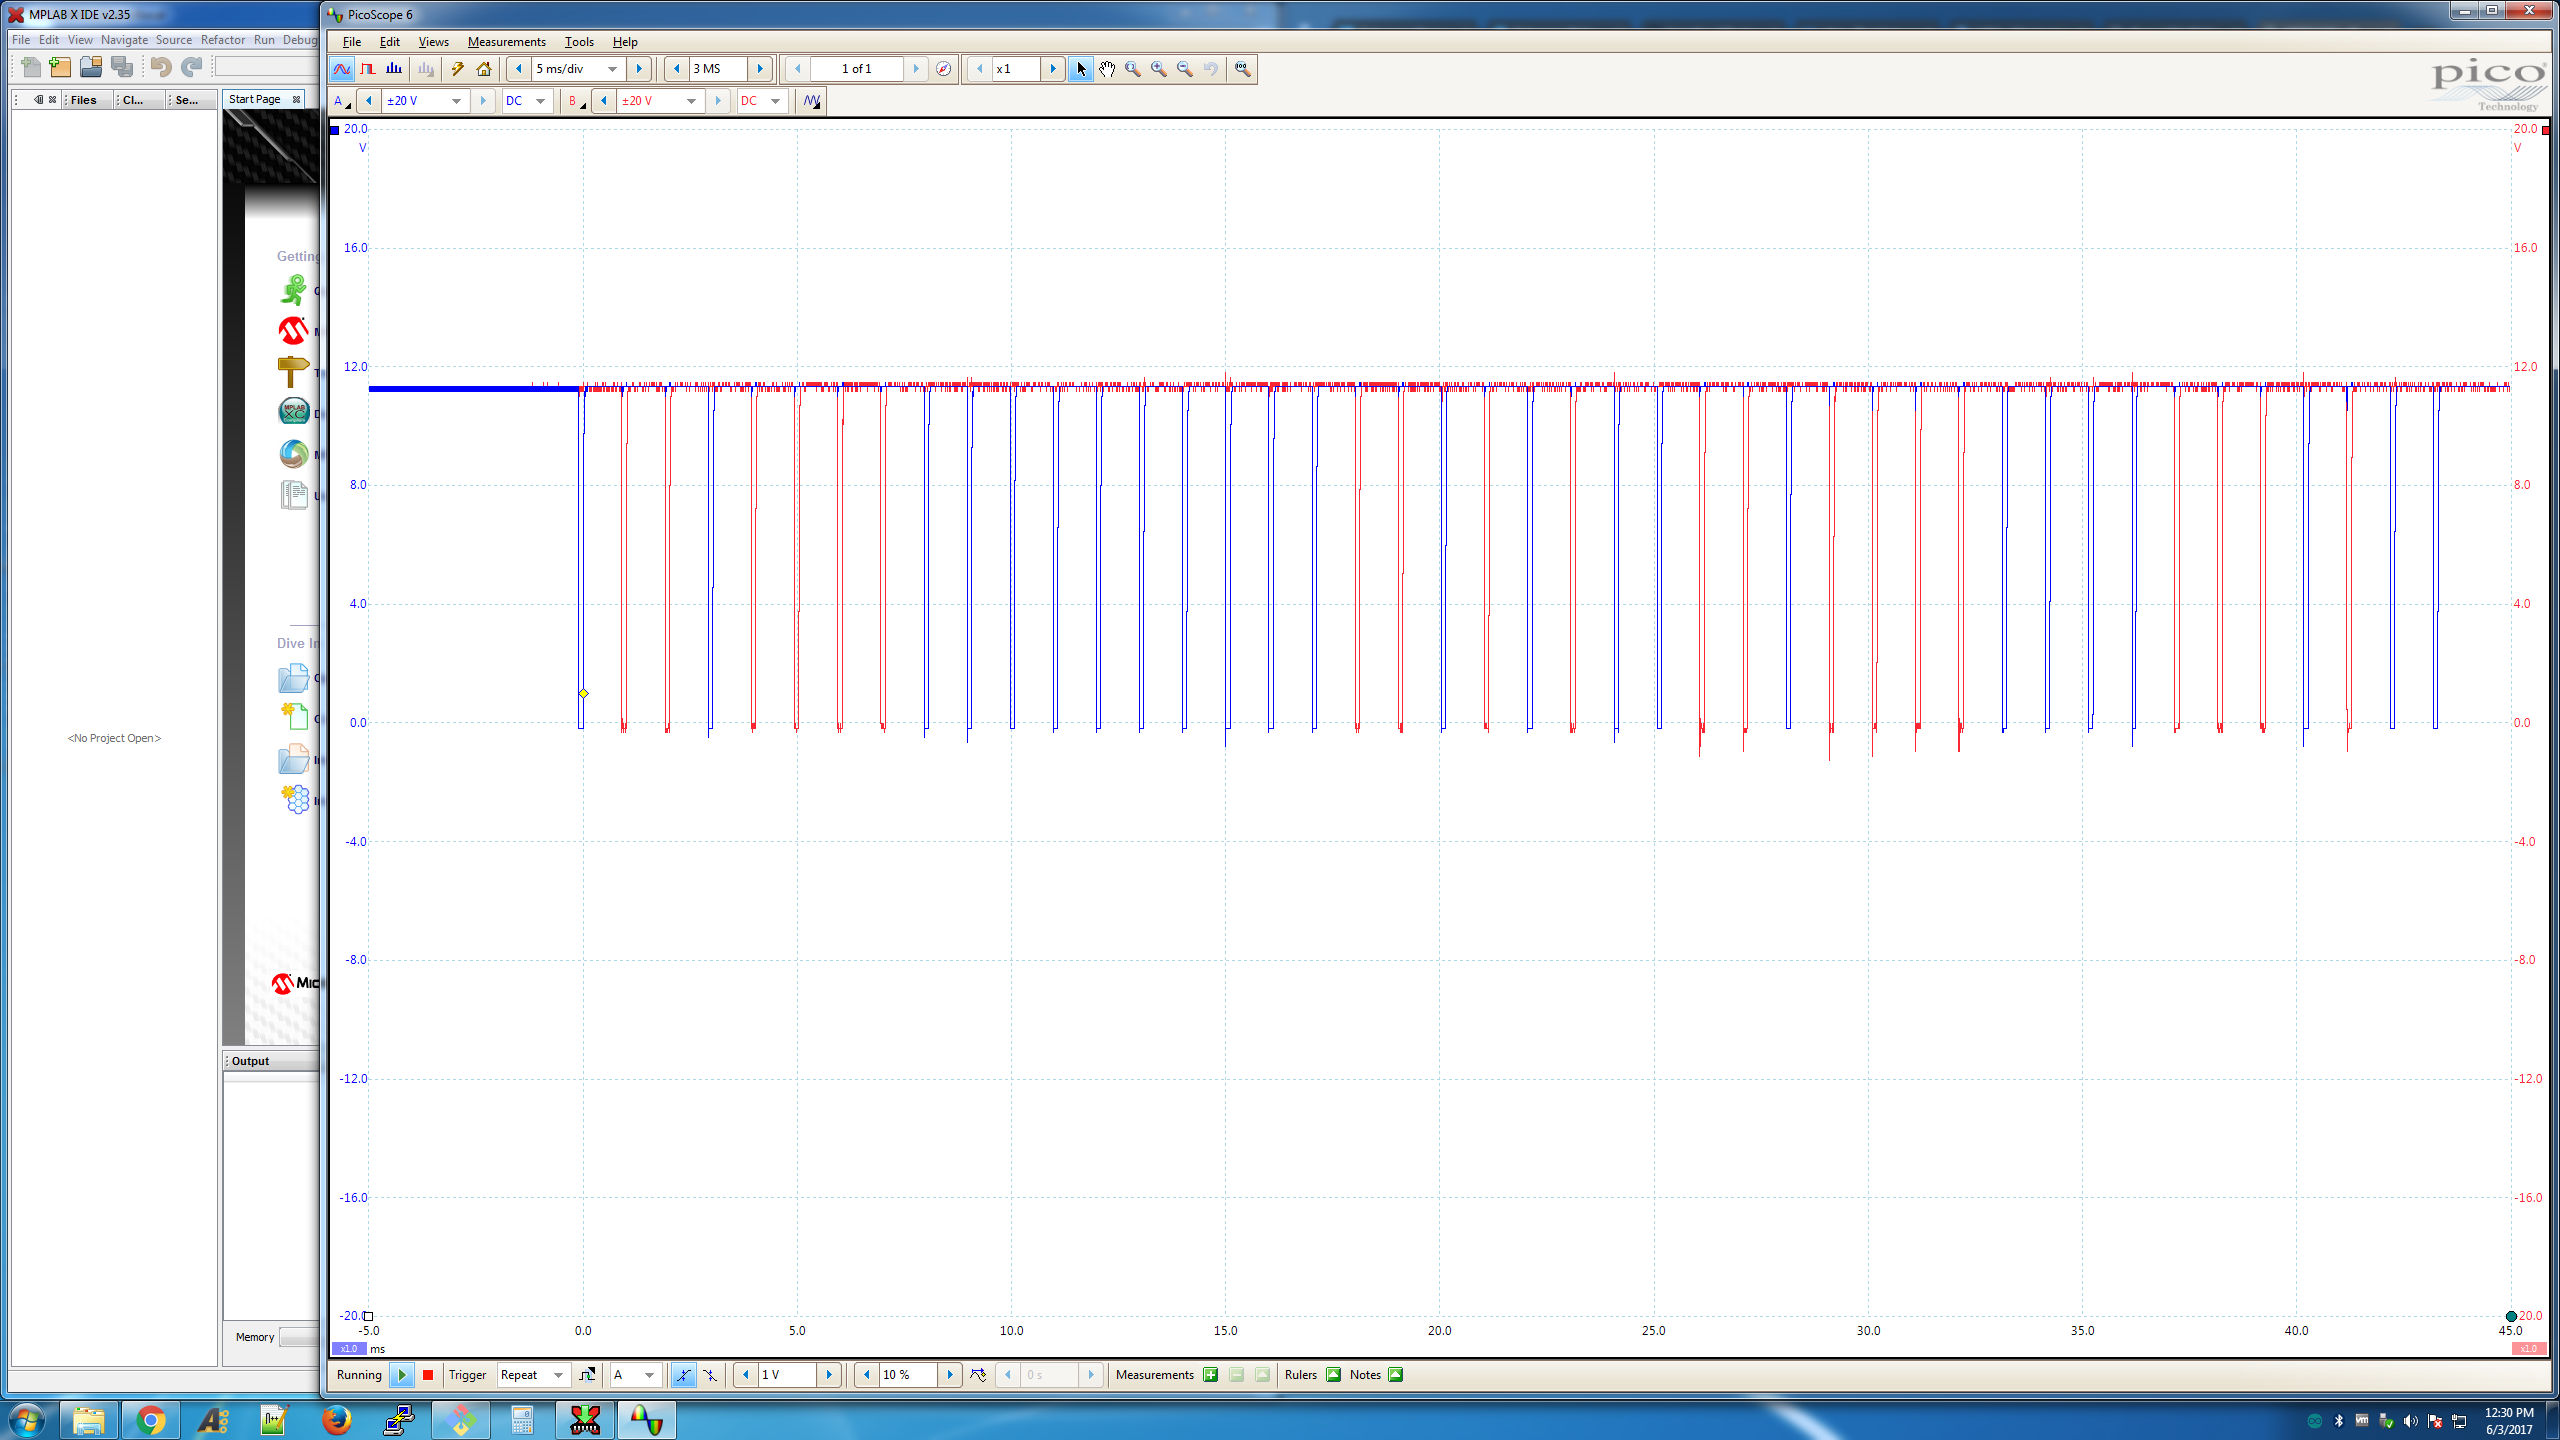 MPLAB X IDE v2.35
File Edit View Navigate Source Refactor Run Debug
Files
Cl...
Se...
Start Page
Getting
Dive In
<No Project Open>
Output
Memory
PicoScope 6
File Edit Views Measurements Tools Help
5 ms/div
3 MS
1 of 1
x1
pico
Technology
A
±20 V
DC
B
±20 V
DC
20.0
V
16.0
12.0
8.0
4.0
0.0
-4.0
-8.0
-12.0
-16.0
-20.0
20.0
V
16.0
12.0
8.0
4.0
0.0
-4.0
-8.0
-12.0
-16.0
-20.0
-5.0 0.0 5.0 10.0 15.0 20.0 25.0 30.0 35.0 40.0 45.0
x1.0 ms
x1.0
Running Trigger Repeat A 1 V 10 % 0 s Measurements Rulers Notes
12:30 PM
6/3/2017